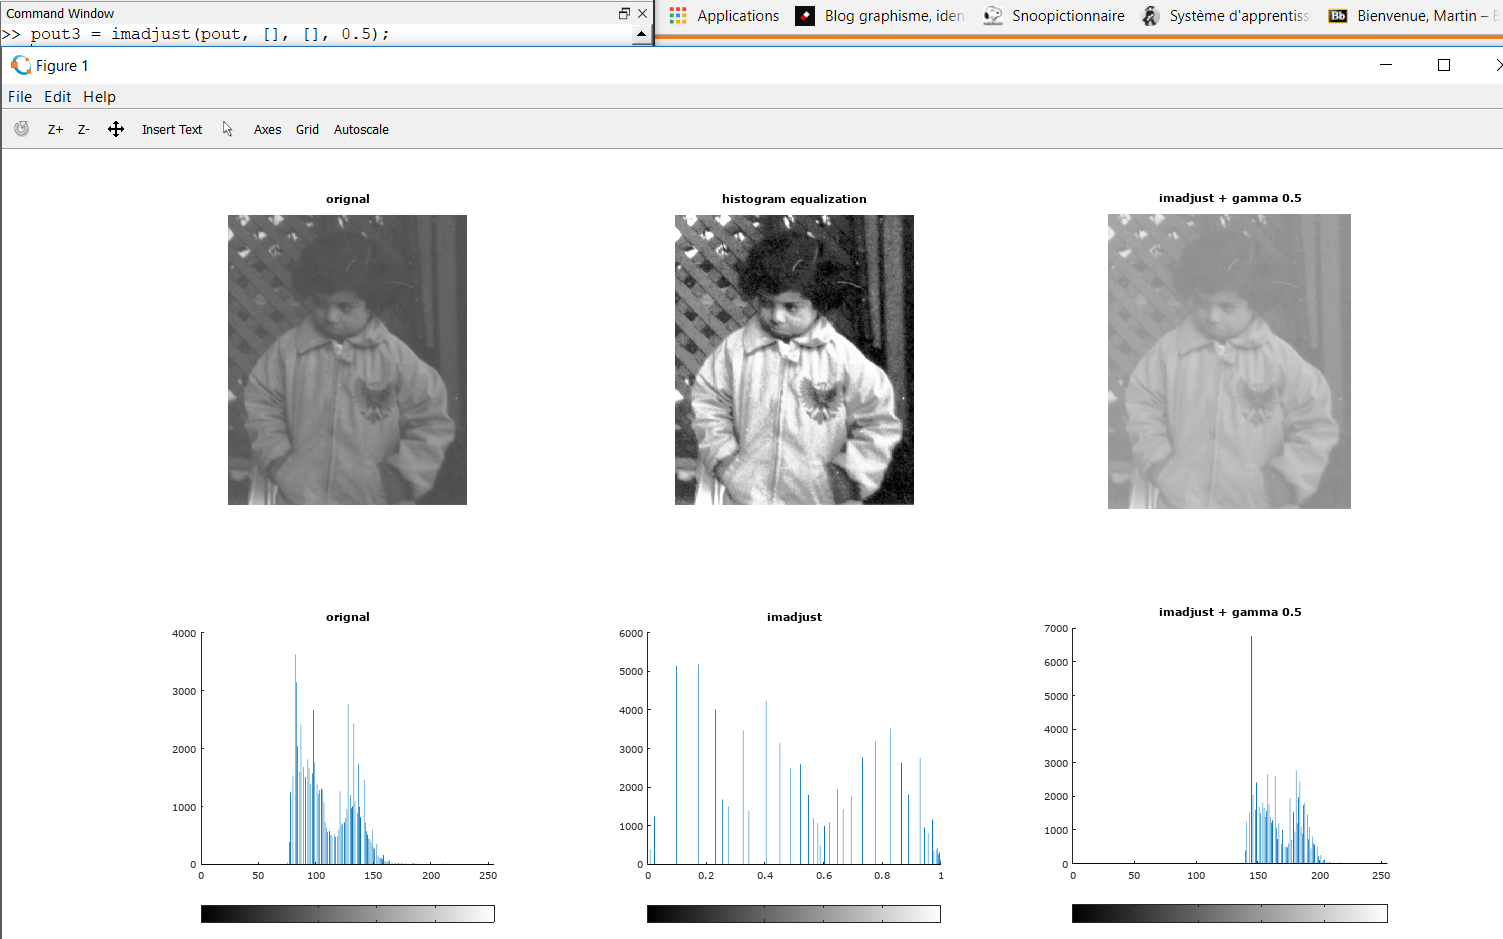 Command Window
>> pout3 = imadjust(pout, [], [], 0.5);
Applications Blog graphisme, iden Snoopictionnaire Système d'apprentiss Bb Bienvenue, Martin –
Figure 1
File Edit Help
Z+ Z- Insert Text Axes Grid Autoscale
orignal histogram equalization imadjust + gamma 0.5
orignal imadjust imadjust + gamma 0.5
4000 6000 7000
3000 5000 6000
2000 4000 5000
1000 3000 4000
0 2000 3000
1000 2000
0 1000
0
0 50 100 150 200 250 0 0.2 0.4 0.6 0.8 1 0 50 100 150 200 250